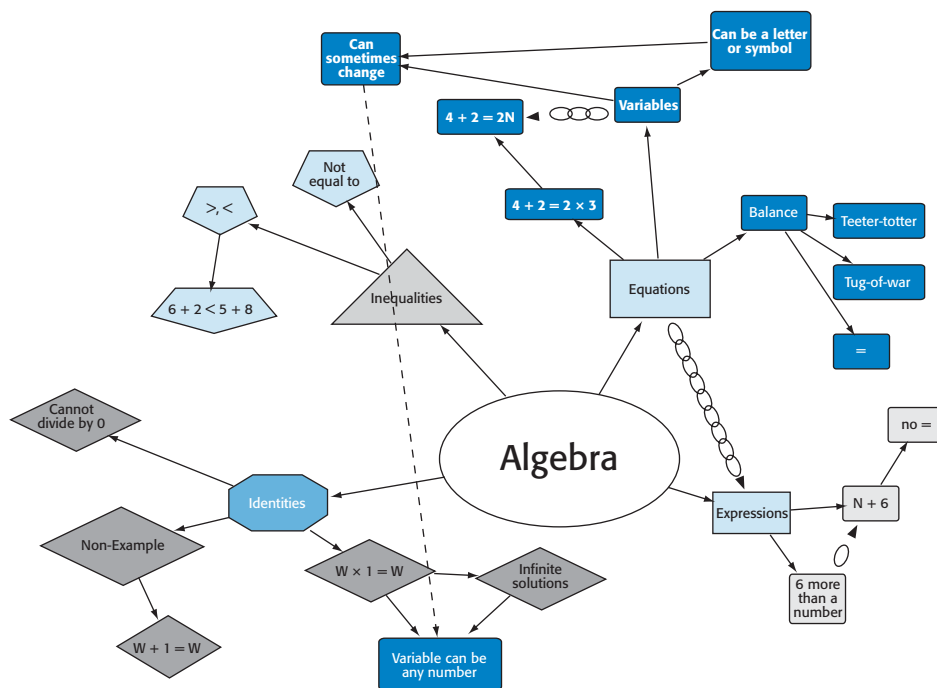 Can
sometimes
change
Can be a letter
or symbol
Variables
4 + 2 = 2N
Not
equal to
>, <
4 + 2 = 2 × 3
Balance
Teeter-totter
Tug-of-war
=
Equations
Inequalities
6 + 2 < 5 + 8
Algebra
Cannot
divide by 0
Identities
Non-Example
W + 1 = W
W × 1 = W
Infinite
solutions
Variable can be
any number
Expressions
N + 6
no =
6 more
than a
number